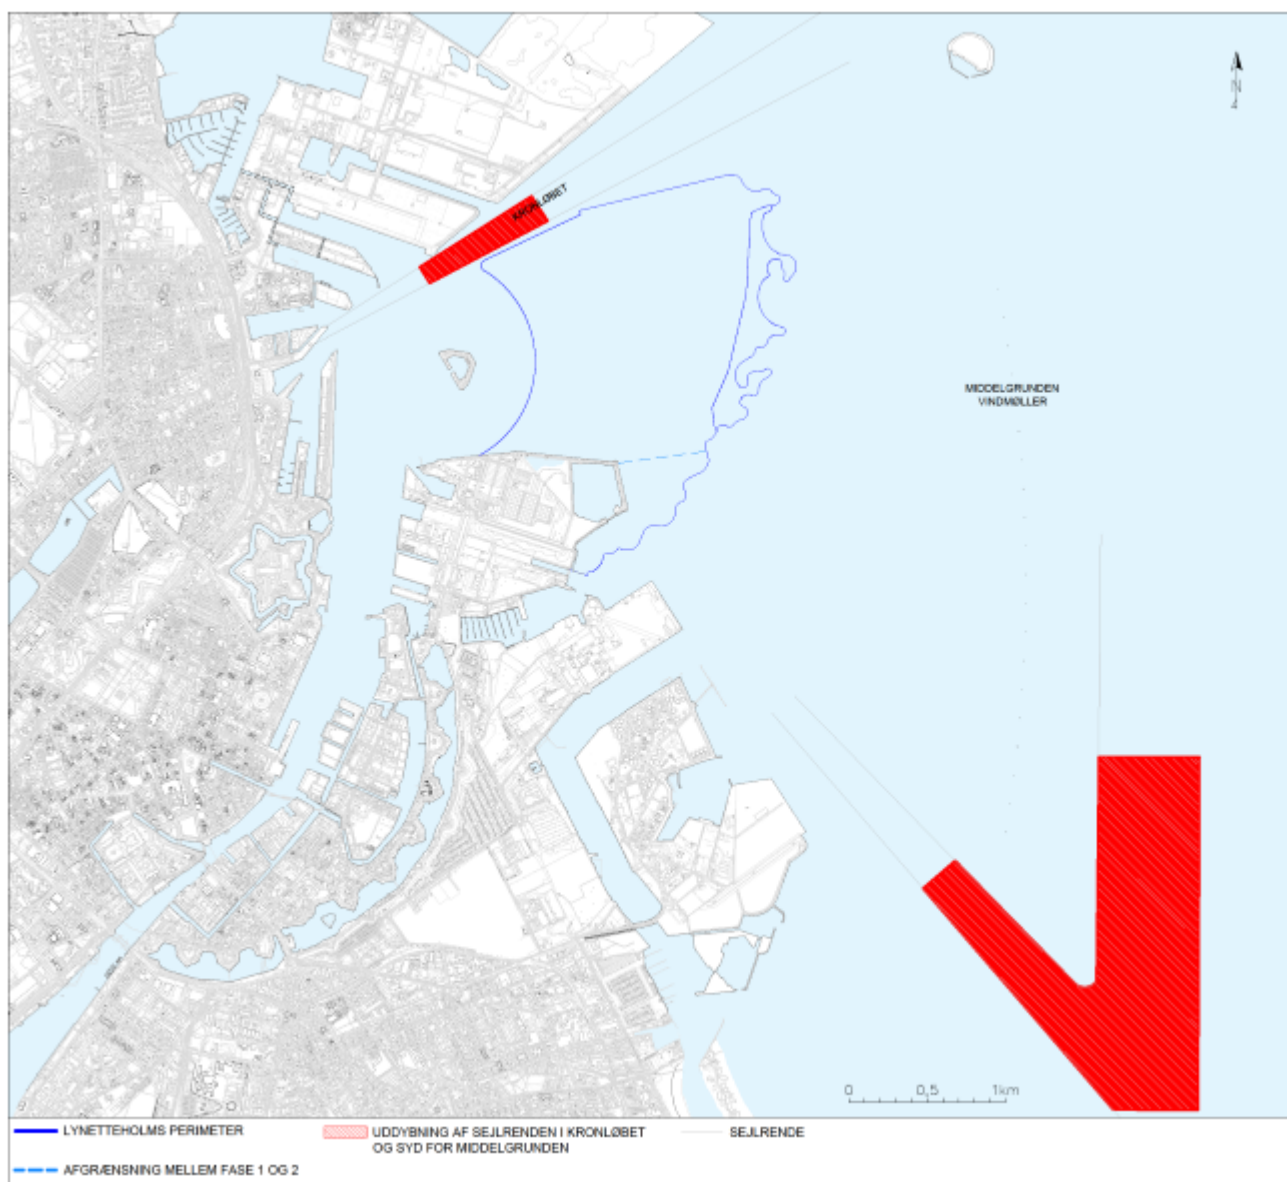 N
KRONLØBET
MIDDELGRUNDEN
VINDMØLLER
0 0,5 1km
LYNETTEHOLMS PERIMETER
UDDYBNING AF SEJLRENDEN I KRONLØBET
OG SYD FOR MIDDELGRUNDEN
SEJLRENDE
AFGRÆNSNING MELLEM FASE 1 OG 2